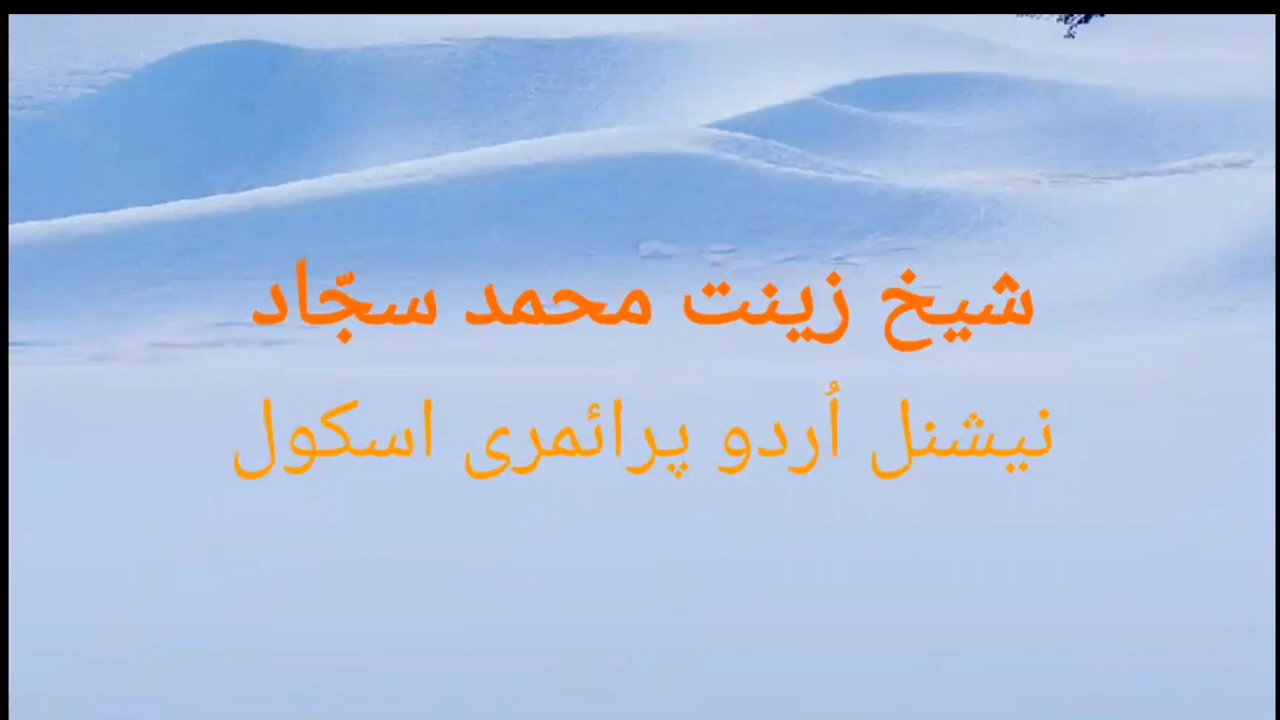 شیخ زینت محمد سجّاد
نیشنل اُردو پرائمری اسکول